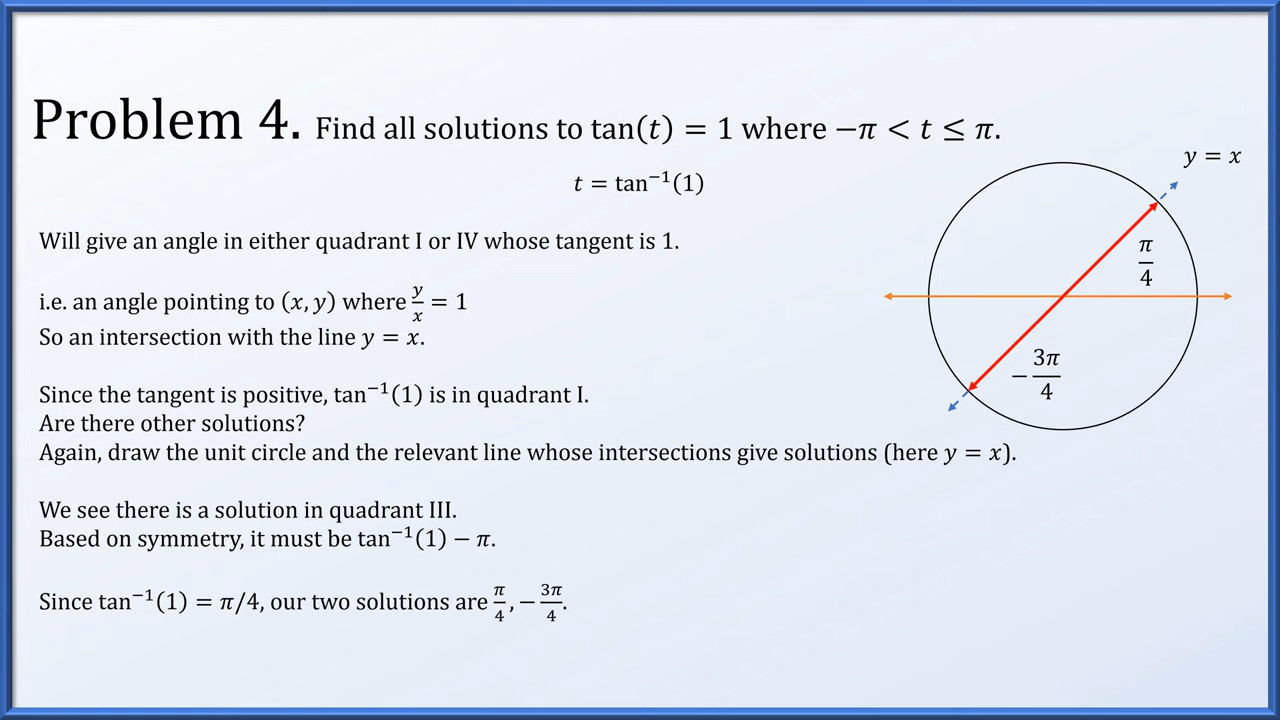 Problem 4. Find all solutions to tan(𝑡) = 1 where −𝜋 < 𝑡 ≤ 𝜋.
𝑡 = tan⁻¹(1)
𝑦 = 𝑥
Will give an angle in either quadrant I or IV whose tangent is 1.
i.e. an angle pointing to (𝑥, 𝑦) where 𝑦/𝑥 = 1
So an intersection with the line 𝑦 = 𝑥.
Since the tangent is positive, tan⁻¹(1) is in quadrant I.
Are there other solutions?
Again, draw the unit circle and the relevant line whose intersections give solutions (here 𝑦 = 𝑥).
We see there is a solution in quadrant III.
Based on symmetry, it must be tan⁻¹(1) − 𝜋.
Since tan⁻¹(1) = 𝜋/4, our two solutions are 𝜋/4, −3𝜋/4.
𝜋/4
−3𝜋/4